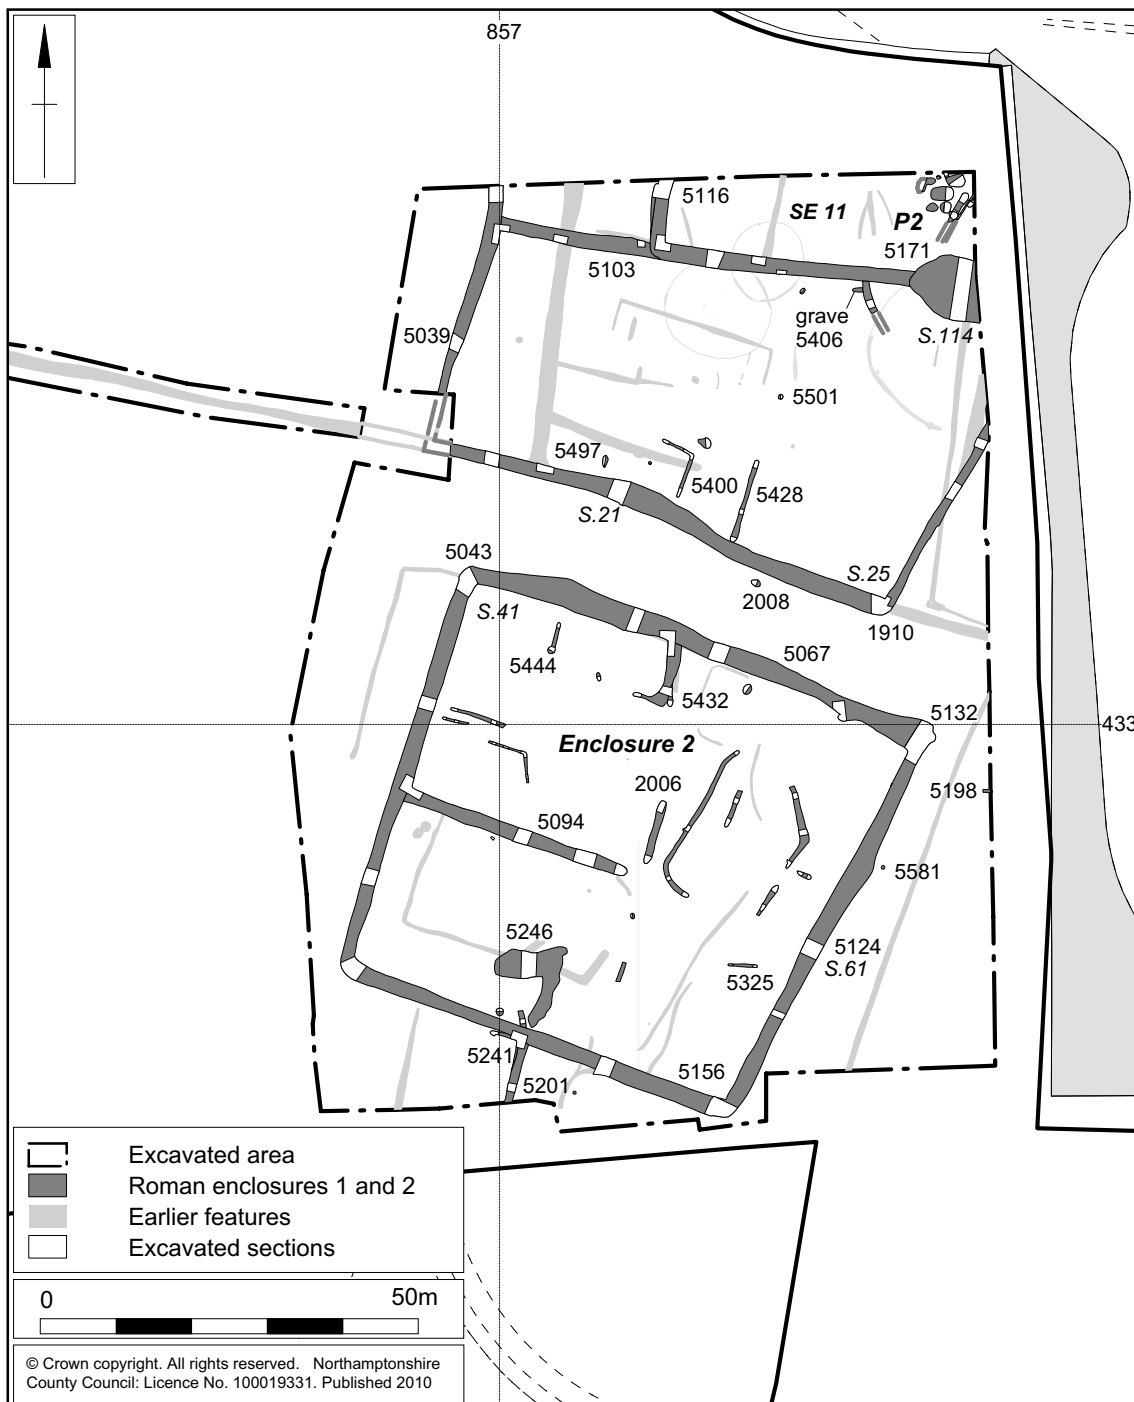 857
5116
SE 11
P2
5171
5103
grave
5406
S.114
5039
5501
5497
5400
5428
S.21
5043
S.25
2008
S.41
1910
5067
5444
5432
5132
433
Enclosure 2
2006
5198
5094
5581
5246
5124
S.61
5325
5241
5156
5201
Excavated area
Roman enclosures 1 and 2
Earlier features
Excavated sections
0 50m
© Crown copyright. All rights reserved. Northamptonshire
County Council: Licence No. 100019331. Published 2010